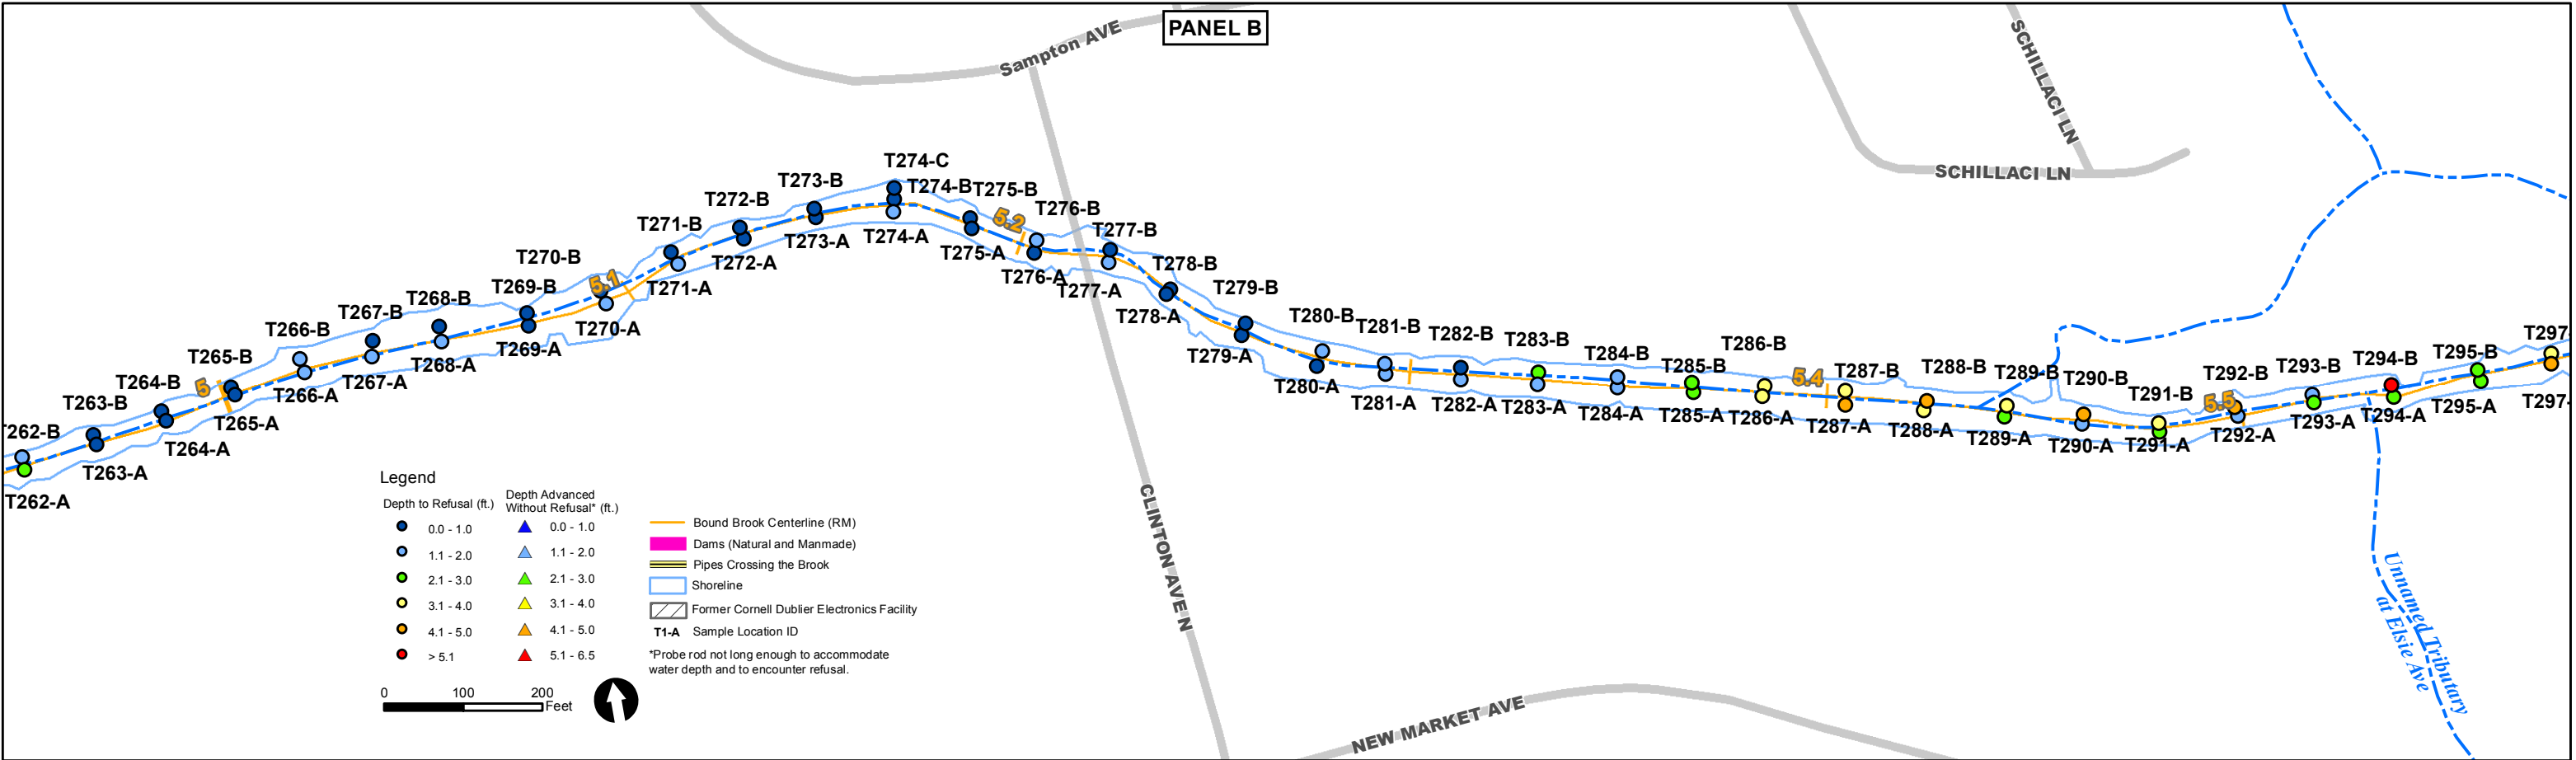 PANEL B
Sampton AVE
SCHILLACI LN
SCHILLACI LN
CLINTON AVE N
NEW MARKET AVE
Unnamed Tributary
at Elsie Ave
262-B
T263-B
T264-B
T265-B
T266-B
T267-B
T268-B
T269-B
T270-B
T271-B
T272-B
T273-B
T274-C
T274-B
T275-B
T276-B
T277-B
T278-B
T279-B
T280-B
T281-B
T282-B
T283-B
T284-B
T285-B
T286-B
T287-B
T288-B
T289-B
T290-B
T291-B
T292-B
T293-B
T294-B
T295-B
T297
5
5.1
5.2
5.4
5.5
T262-A
T263-A
T264-A
T265-A
T266-A
T267-A
T268-A
T269-A
T270-A
T271-A
T272-A
T273-A
T274-A
T275-A
T276-A
T277-A
T278-A
T279-A
T280-A
T281-A
T282-A
T283-A
T284-A
T285-A
T286-A
T287-A
T288-A
T289-A
T290-A
T291-A
T292-A
T293-A
T294-A
T295-A
T297-
Legend
Depth to Refusal (ft.)
0.0 - 1.0
1.1 - 2.0
2.1 - 3.0
3.1 - 4.0
4.1 - 5.0
> 5.1
Depth Advanced
Without Refusal* (ft.)
0.0 - 1.0
1.1 - 2.0
2.1 - 3.0
3.1 - 4.0
4.1 - 5.0
5.1 - 6.5
Bound Brook Centerline (RM)
Dams (Natural and Manmade)
Pipes Crossing the Brook
Shoreline
Former Cornell Dublier Electronics Facility
T1-A Sample Location ID
*Probe rod not long enough to accommodate
water depth and to encounter refusal.
0 100 200
Feet